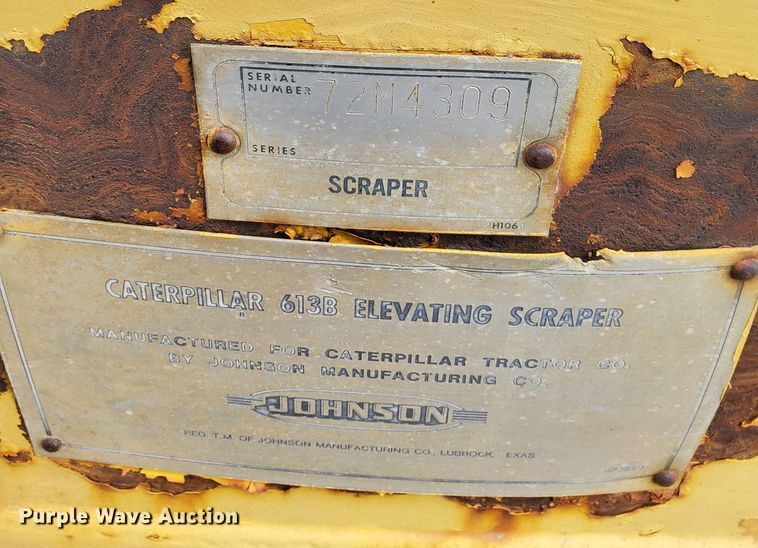 SERIAL
NUMBER 72M4309
SERIES
SCRAPER
H106
CATERPILLAR 613B ELEVATING SCRAPER
R
MANUFACTURED FOR CATERPILLAR TRACTOR CO.
BY JOHNSON MANUFACTURING CO.
JOHNSON
REG. T.M. OF JOHNSON MANUFACTURING CO., LUBBOCK, EXAS
Purple Wave Auction